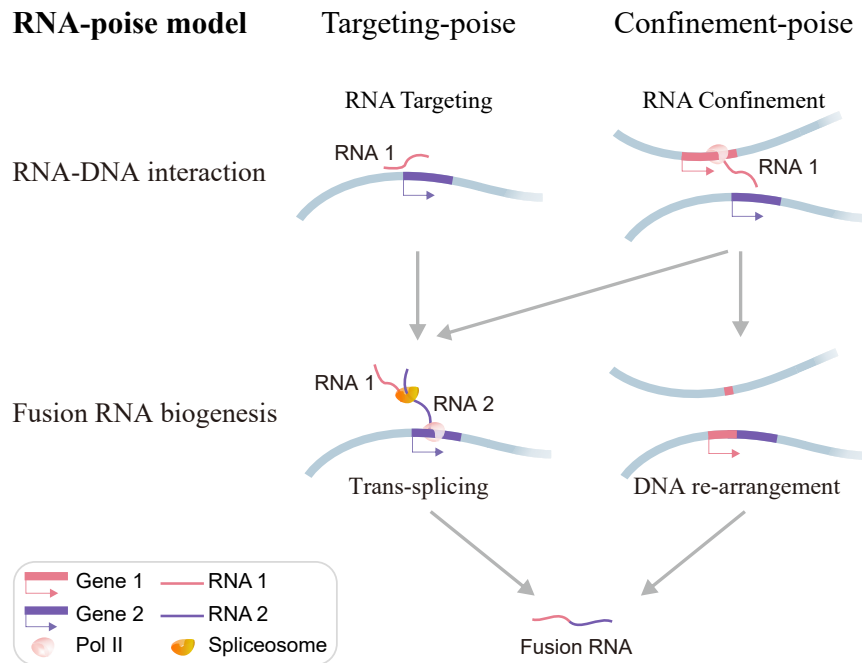 RNA-poise model
Targeting-poise
Confinement-poise
RNA Targeting
RNA Confinement
RNA-DNA interaction
RNA 1
RNA 1
Fusion RNA biogenesis
RNA 1
RNA 2
Trans-splicing
DNA re-arrangement
Gene 1
RNA 1
Gene 2
RNA 2
Pol II
Spliceosome
Fusion RNA